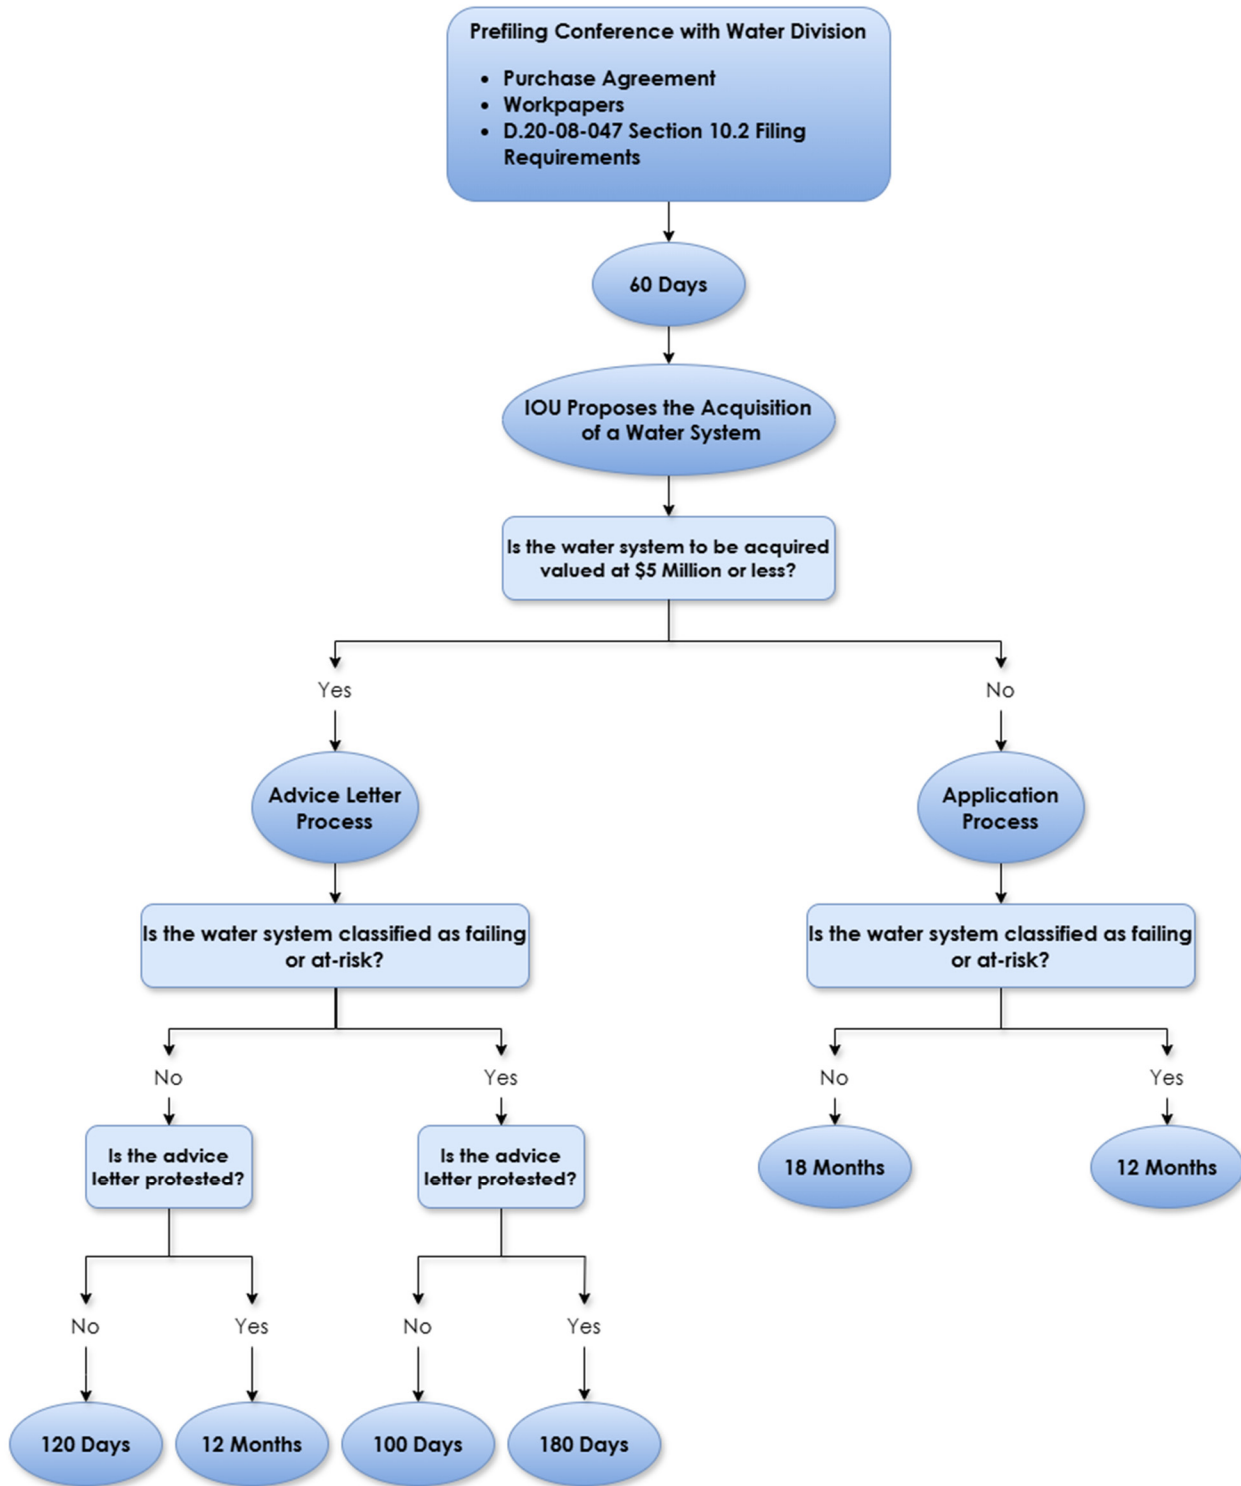 Prefiling Conference with Water Division
• Purchase Agreement
• Workpapers
• D.20-08-047 Section 10.2 Filing
Requirements
60 Days
IOU Proposes the Acquisition
of a Water System
Is the water system to be acquired
valued at $5 Million or less?
Yes
No
Advice Letter
Process
Application
Process
Is the water system classified as failing
or at-risk?
Is the water system classified as failing
or at-risk?
No
Yes
No
Yes
Is the advice
letter protested?
Is the advice
letter protested?
18 Months
12 Months
No
Yes
No
Yes
120 Days
12 Months
100 Days
180 Days